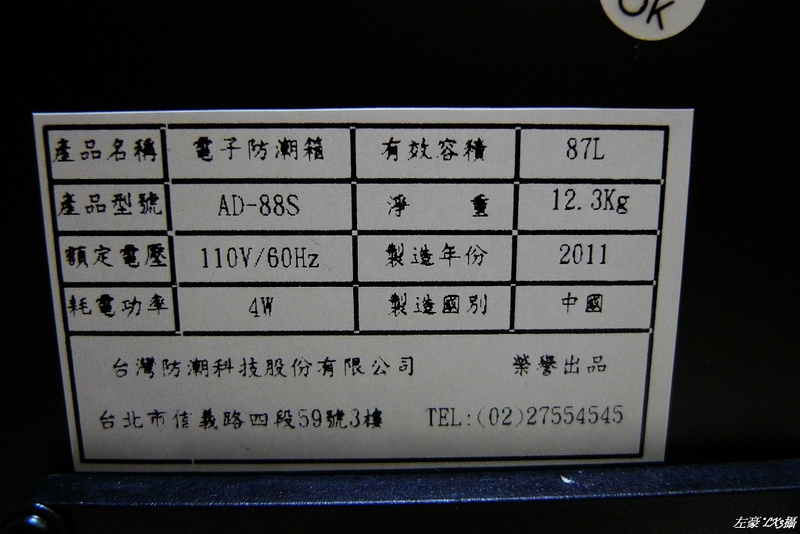 OK
產品名稱 電子防潮箱 有效容積 87L
產品型號 AD-88S 淨 重 12.3Kg
額定電壓 110V/60Hz 製造年份 2011
耗電功率 4W 製造國別 中國
台灣防潮科技股份有限公司 榮譽出品
台北市信義路四段59號3樓 TEL:(02)27554545
左豪